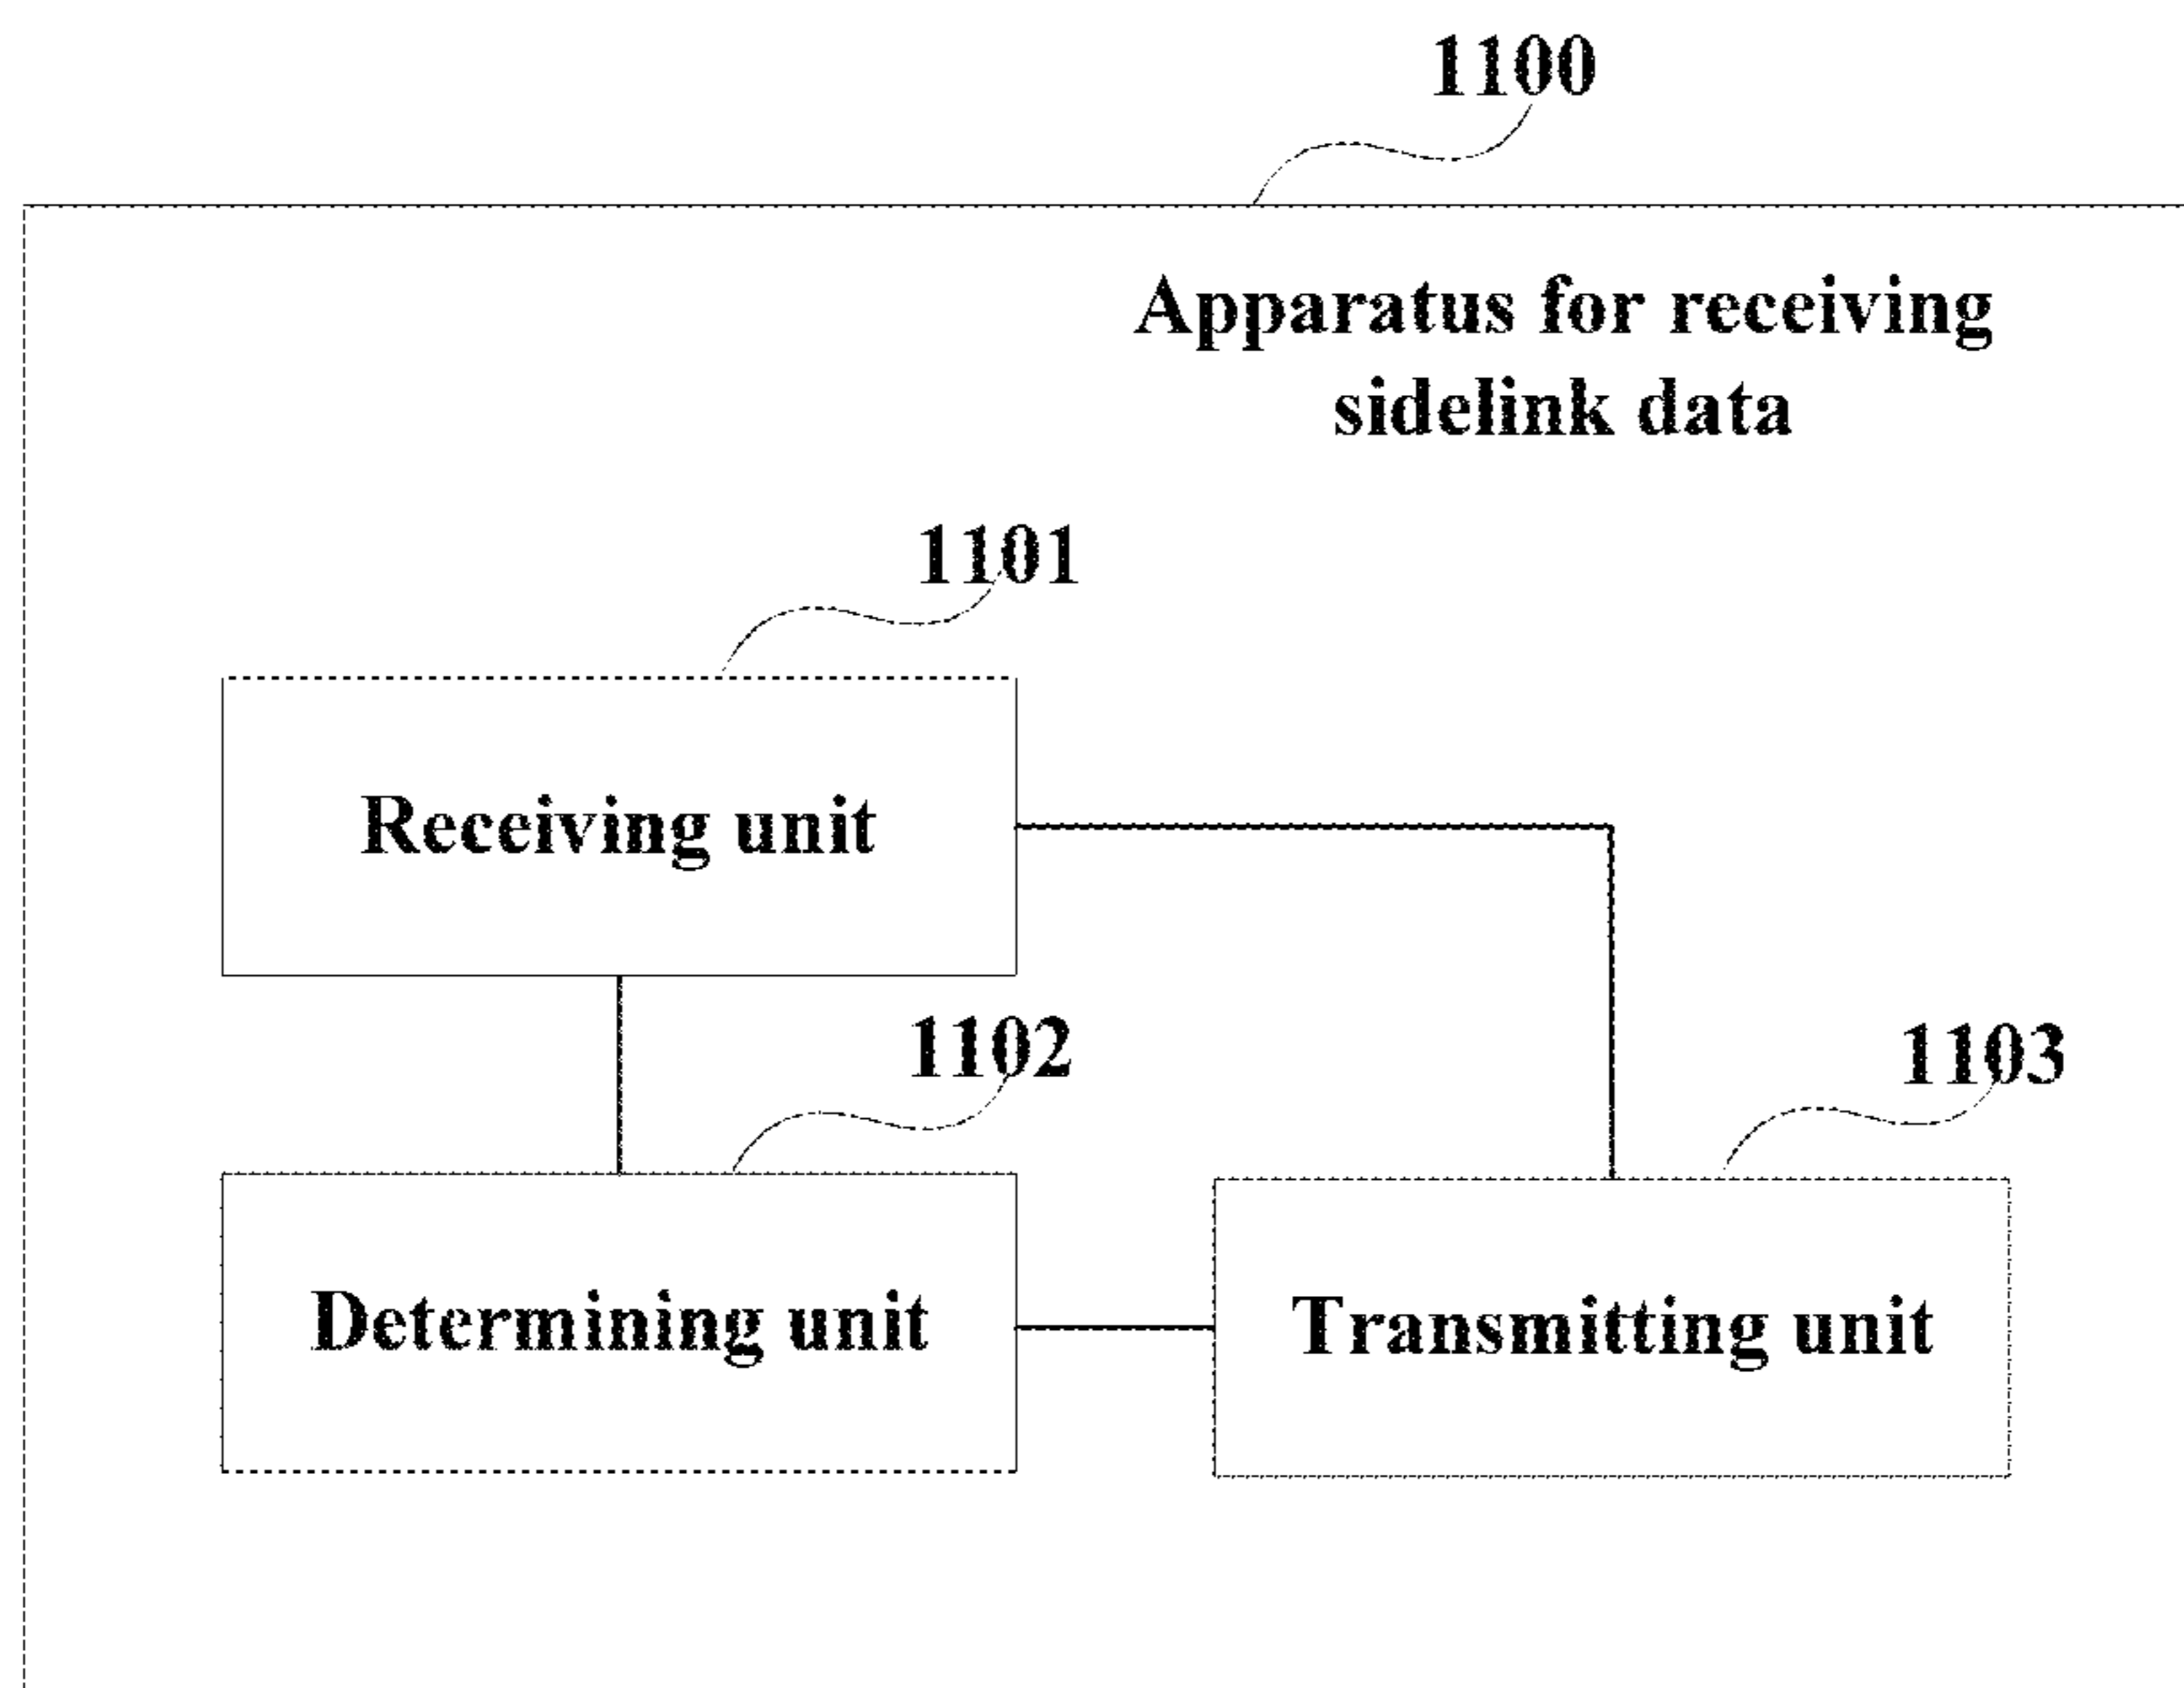 1100
Apparatus for receiving
sidelink data
1101
Receiving unit
1102
1103
Determining unit
Transmitting unit